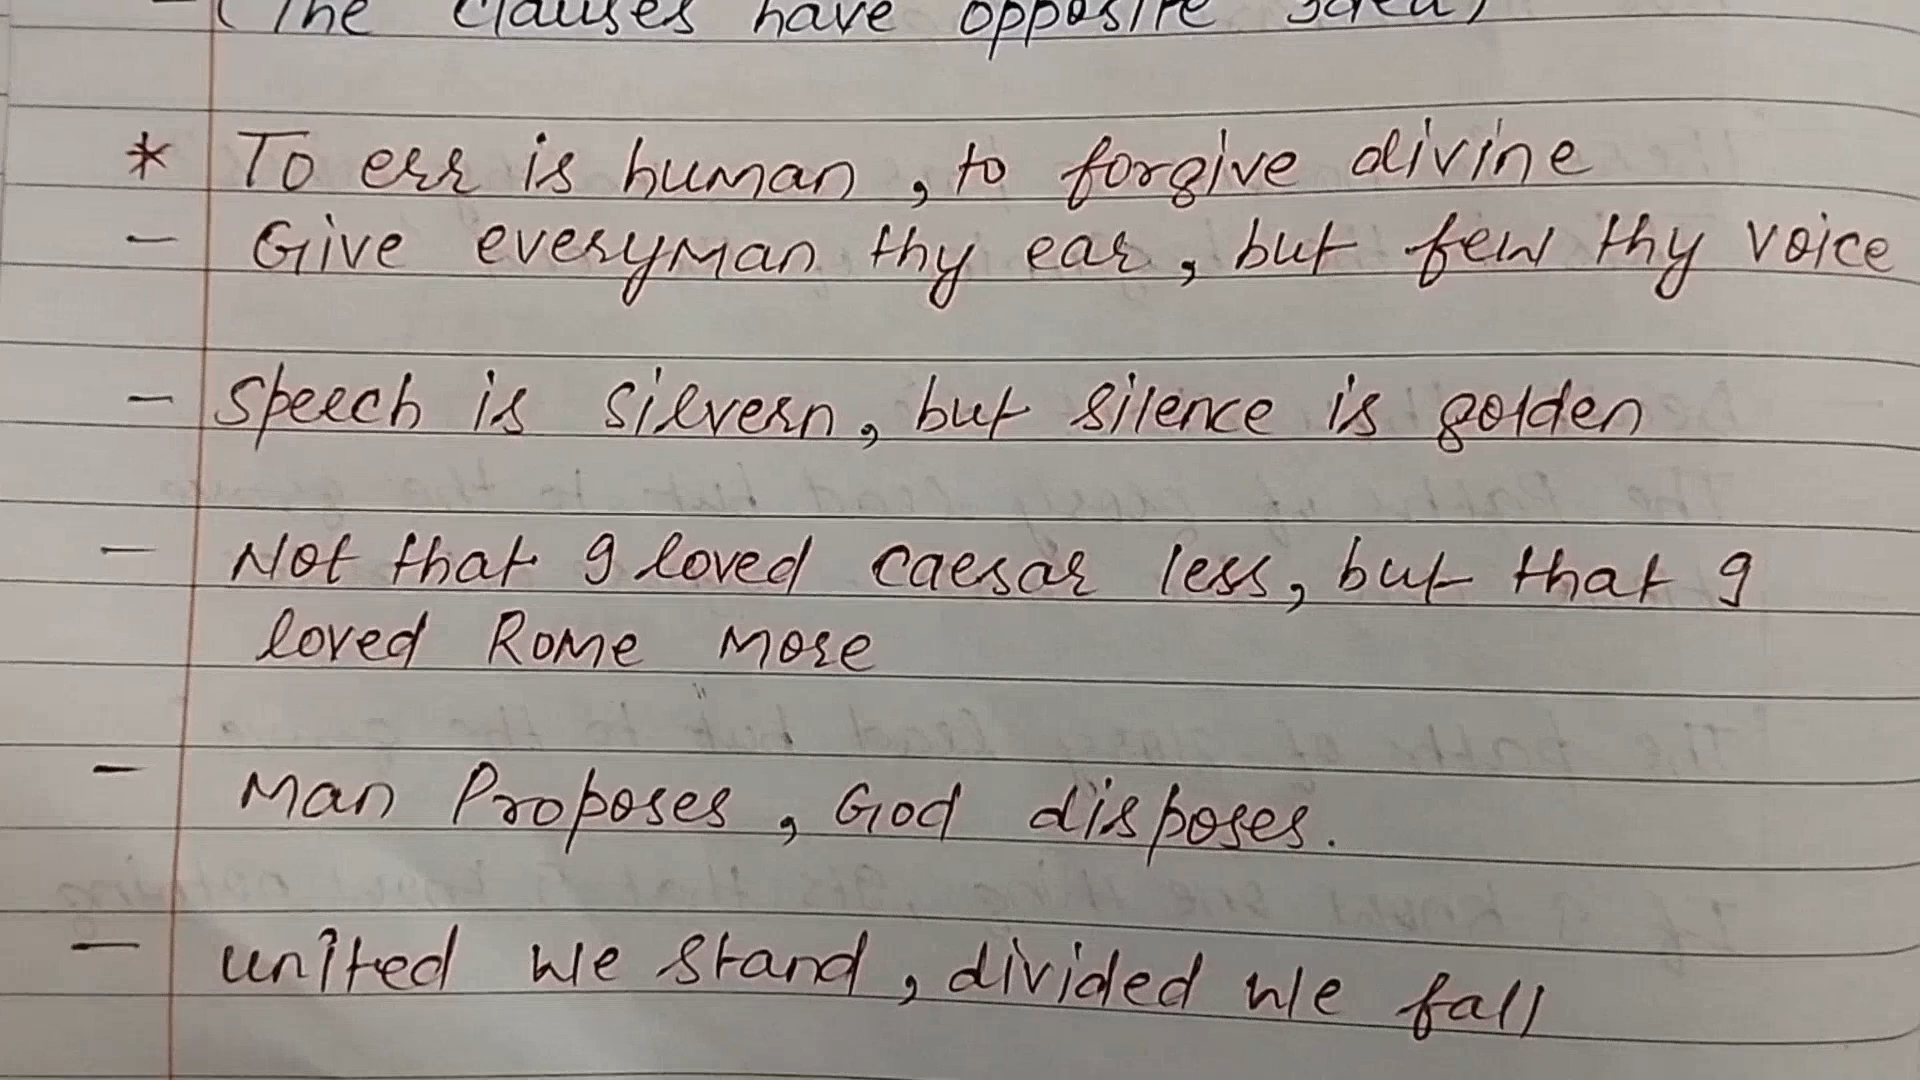 (The clauses have opposite idea)
* To err is human, to forgive divine
- Give everyman thy ear, but few thy voice
- Speech is silvern, but silence is golden
- Not that I loved caesar less, but that I
loved Rome more
- Man Proposes, God disposes.
- united we stand, divided we fall